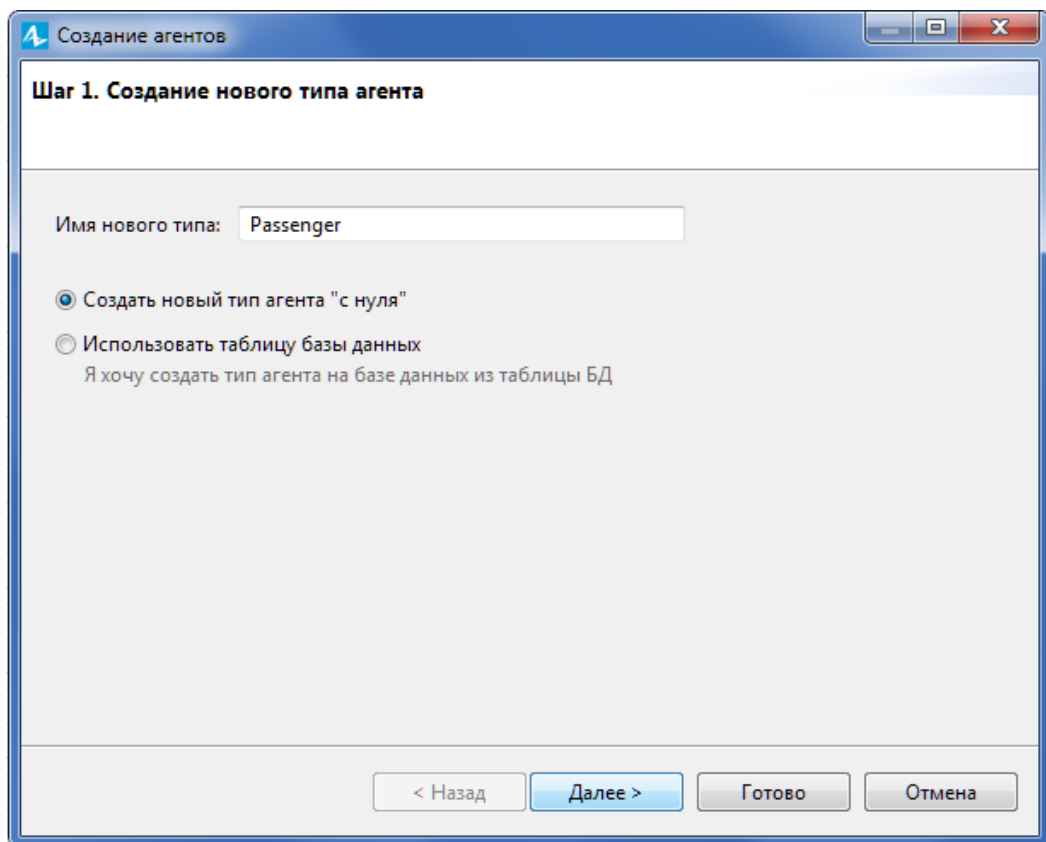 Создание агентов
Шаг 1. Создание нового типа агента
Имя нового типа: Passenger
Создать новый тип агента "с нуля"
Использовать таблицу базы данных
Я хочу создать тип агента на базе данных из таблицы БД
< Назад Далее > Готово Отмена